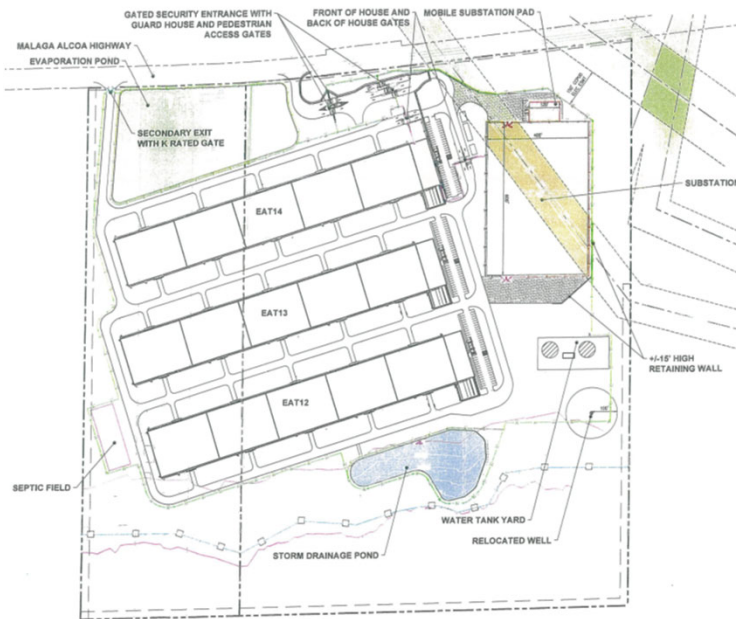 GATED SECURITY ENTRANCE WITH
GUARD HOUSE AND PEDESTRIAN
ACCESS GATES
FRONT OF HOUSE AND
BACK OF HOUSE GATES
MOBILE SUBSTATION PAD
MALAGA ALCOA HIGHWAY
EVAPORATION POND
SECONDARY EXIT
WITH K RATED GATE
SUBSTATION
EAT14
EAT13
EAT12
+/-15' HIGH
RETAINING WALL
SEPTIC FIELD
WATER TANK YARD
RELOCATED WELL
STORM DRAINAGE POND